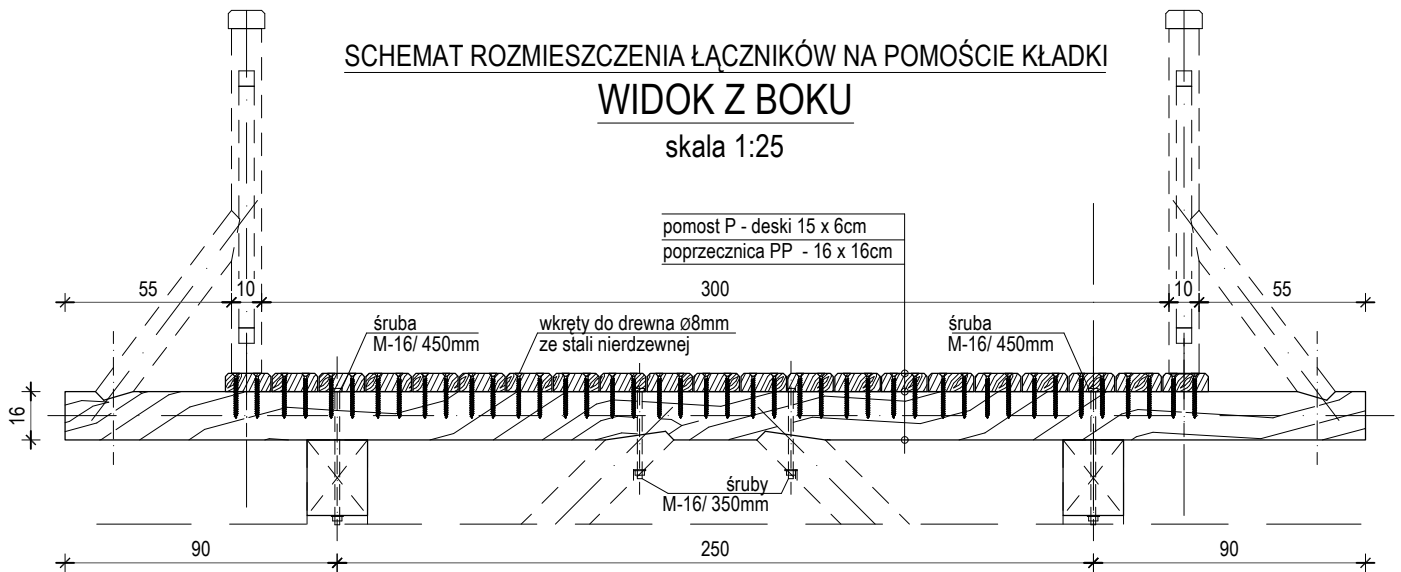 SCHEMAT ROZMIESZCZENIA ŁĄCZNIKÓW NA POMOŚCIE KŁADKI
WIDOK Z BOKU
skala 1:25
pomost P - deski 15 x 6cm
poprzecznica PP - 16 x 16cm
55 10 300 10 55
śruba
M-16/ 450mm
wkręty do drewna ø8mm
ze stali nierdzewnej
śruba
M-16/ 450mm
16
śruby
M-16/ 350mm
90 250 90